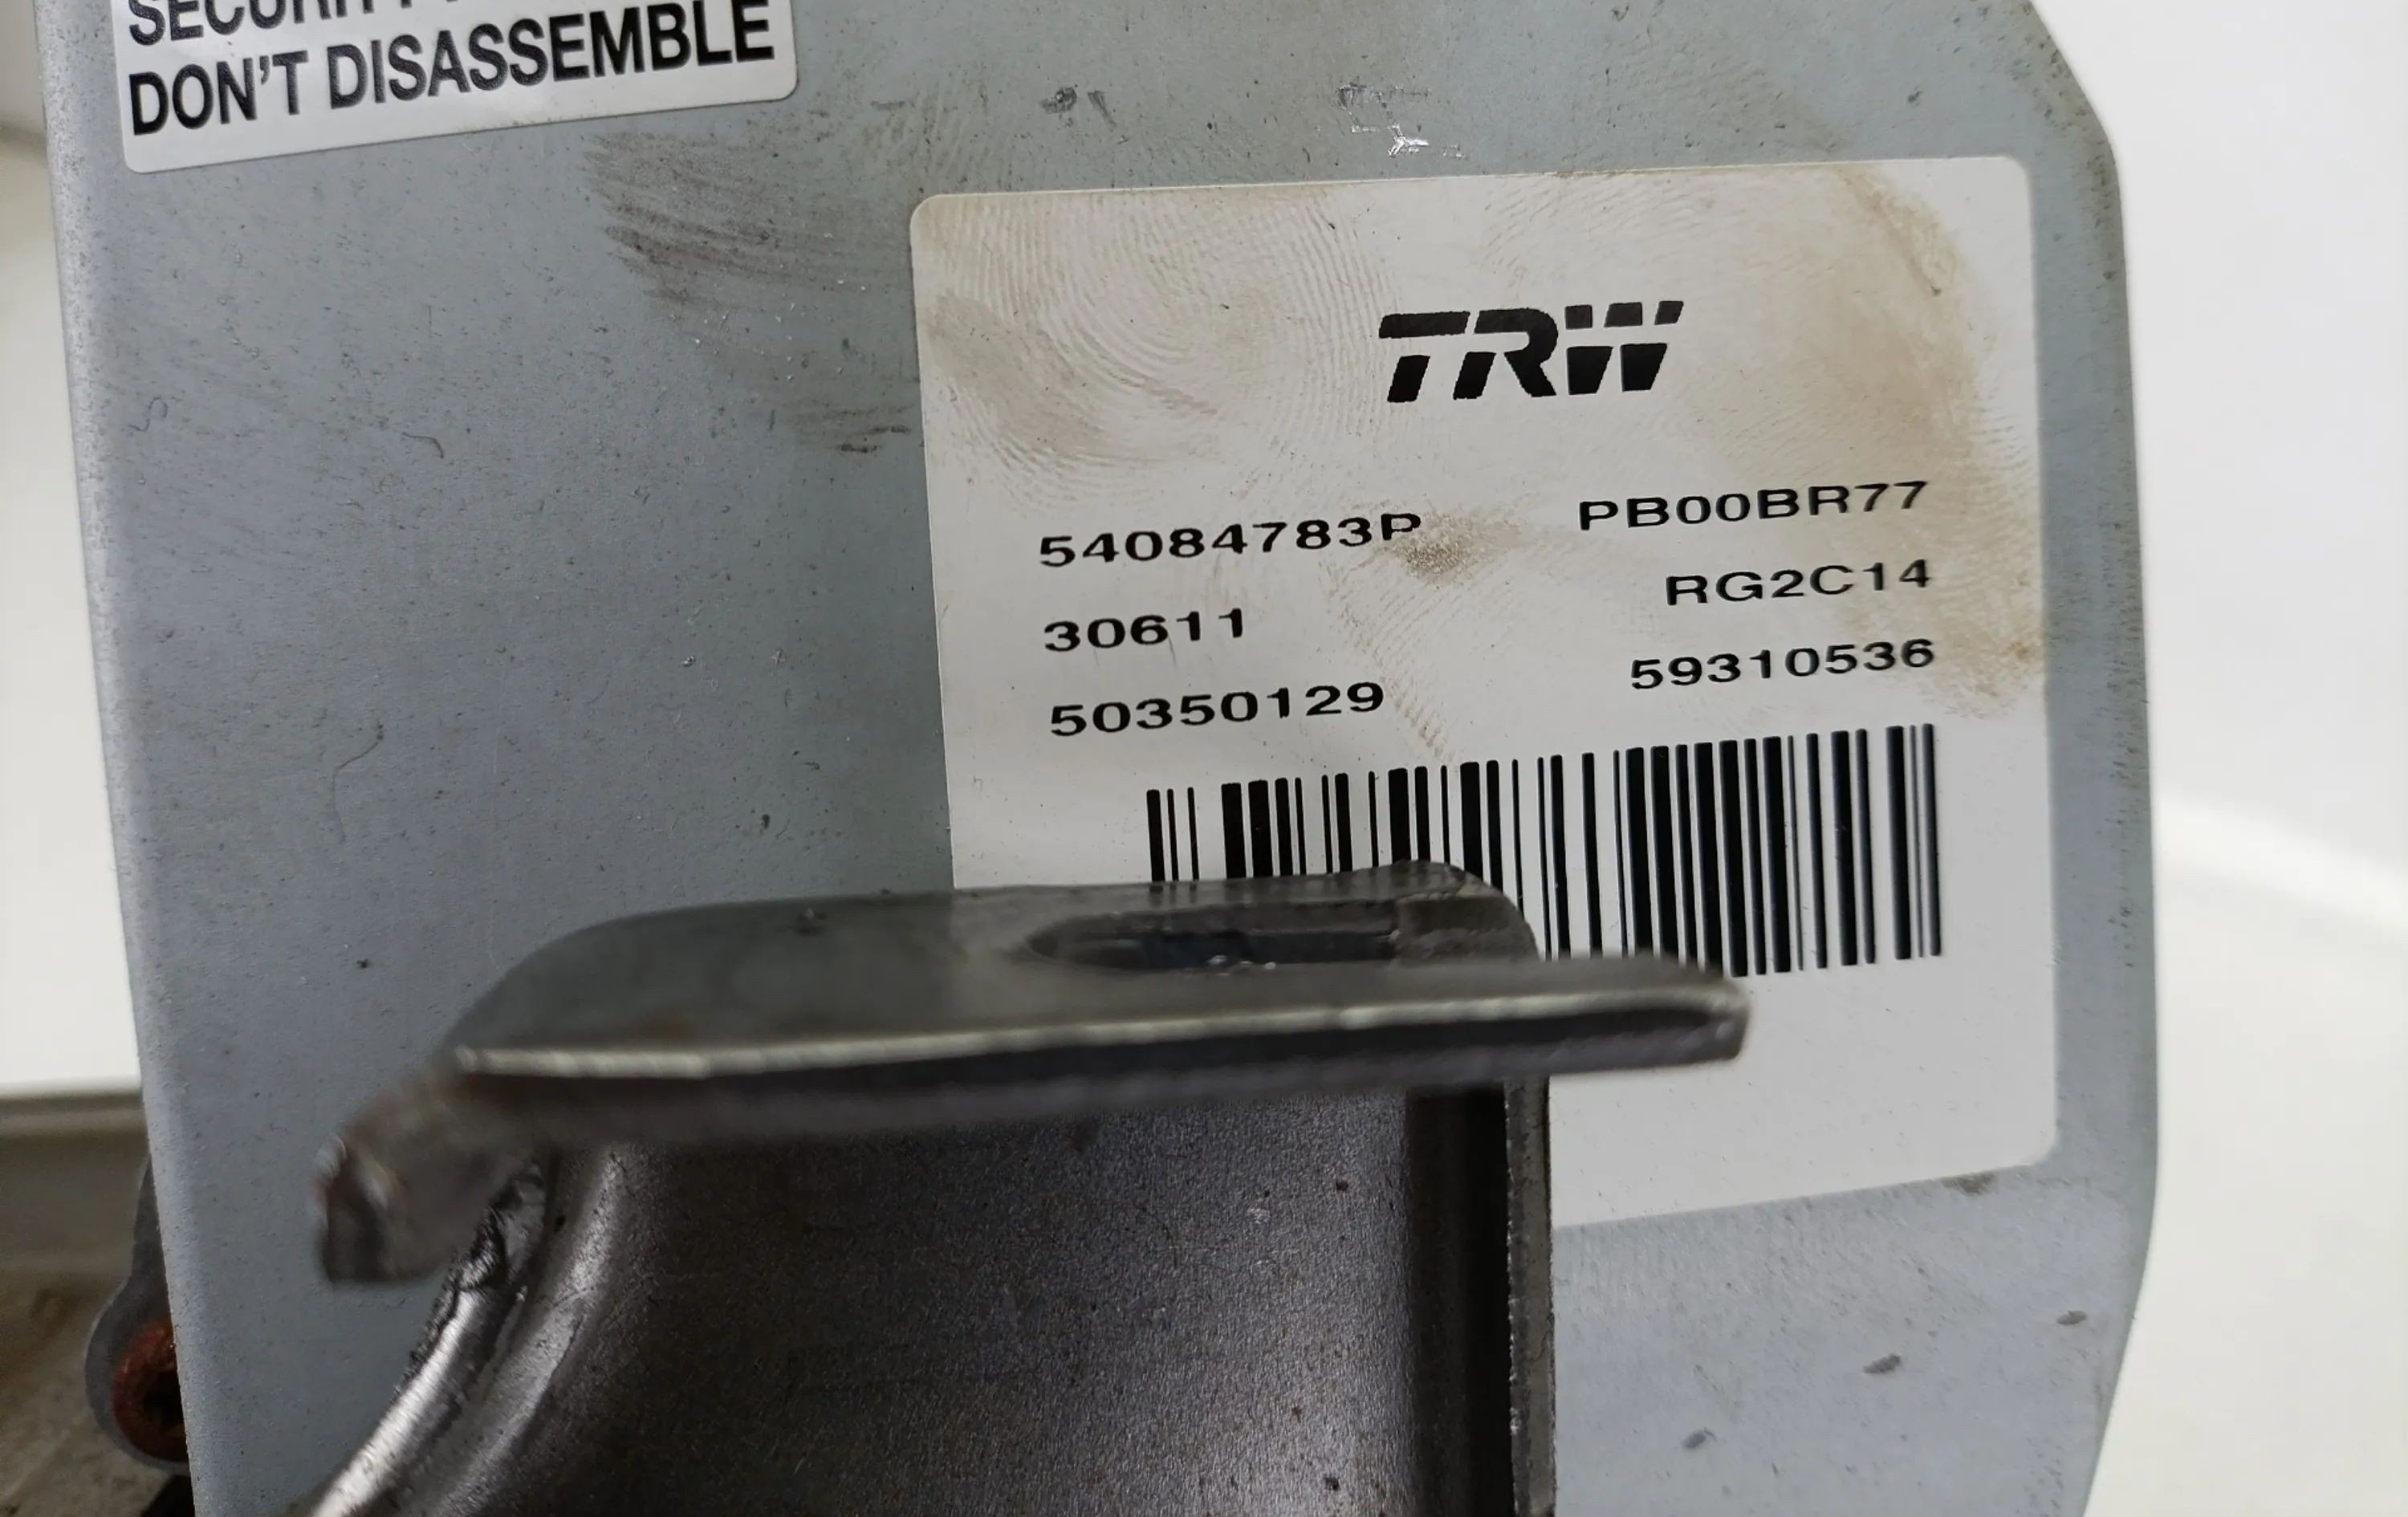 DON'T DISASSEMBLE
TRW
54084783P PB00BR77
30611 RG2C14
50350129 59310536